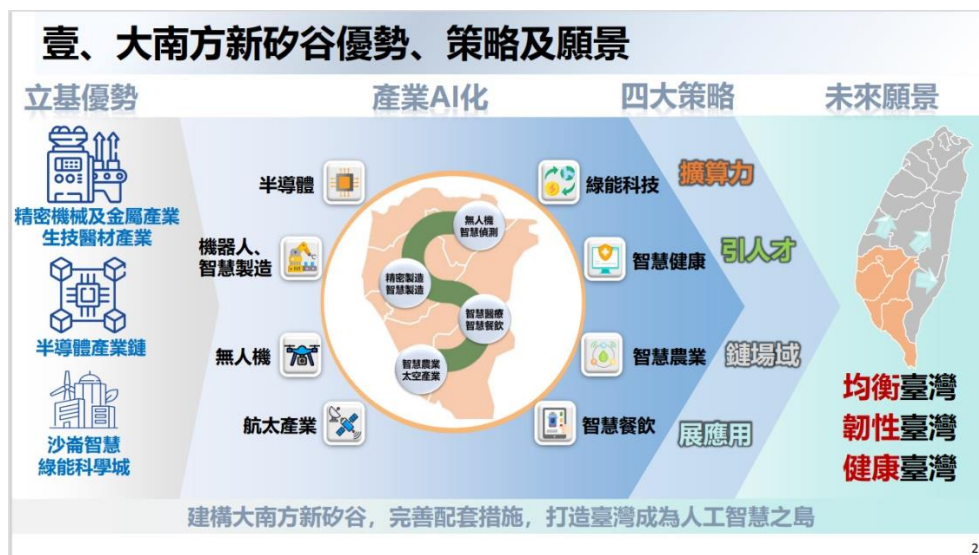 壹、大南方新矽谷優勢、策略及願景
立基優勢
產業AI化
四大策略
未來願景
精密機械及金屬產業
生技醫材產業
半導體產業鏈
沙崙智慧
綠能科學城
半導體
機器人、
智慧製造
無人機
航太產業
無人機
智慧偵測
精密製造
智慧製造
智慧醫療
智慧餐飲
智慧農業
太空產業
綠能科技
智慧健康
智慧農業
智慧餐飲
擴算力
引人才
鏈場域
展應用
均衡臺灣
韌性臺灣
健康臺灣
建構大南方新矽谷，完善配套措施，打造臺灣成為人工智慧之島
2